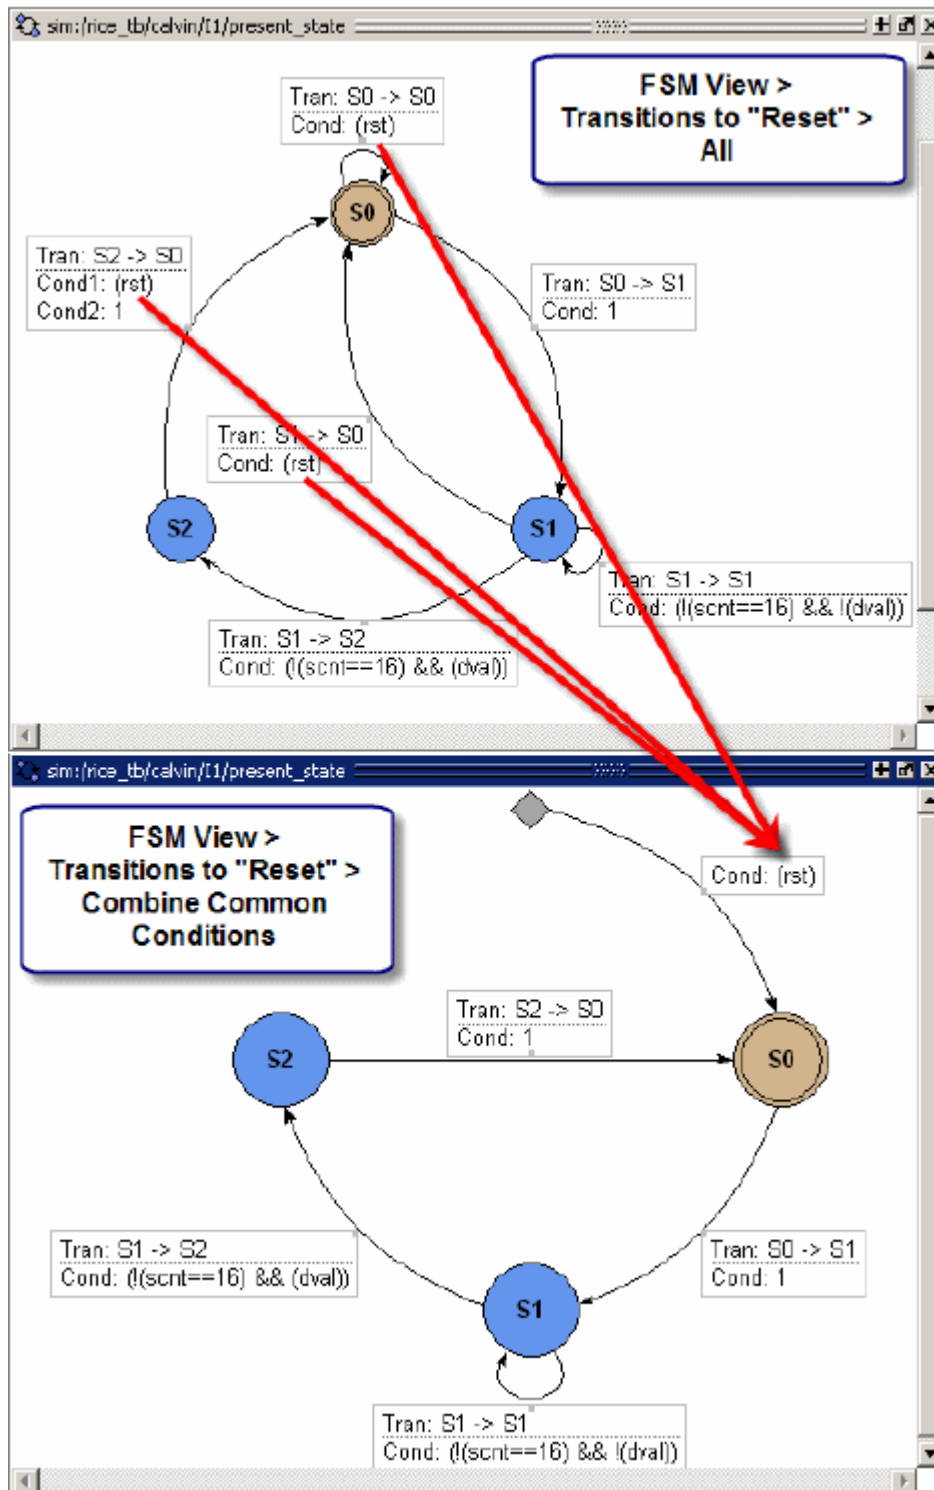 sim:/rice_tb/calvin/I1/present_state
FSM View >
Transitions to "Reset" >
All
Tran: S0 -> S0
Cond: (rst)
S0
Tran: S2 -> S0
Cond1: (rst)
Cond2: 1
Tran: S0 -> S1
Cond: 1
Tran: S1 -> S0
Cond: (rst)
S2
S1
Tran: S1 -> S1
Cond: (!(scnt==16) && !(dval))
Tran: S1 -> S2
Cond: (!(scnt==16) && (dval))
sim:/rice_tb/calvin/I1/present_state
FSM View >
Transitions to "Reset" >
Combine Common
Conditions
Cond: (rst)
Tran: S2 -> S0
Cond: 1
S2
S0
Tran: S1 -> S2
Cond: (!(scnt==16) && (dval))
Tran: S0 -> S1
Cond: 1
S1
Tran: S1 -> S1
Cond: (!(scnt==16) && !(dval))